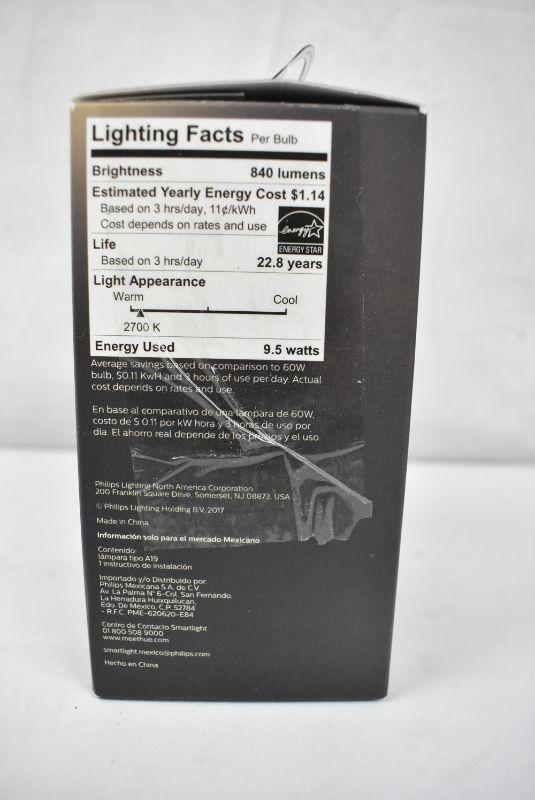 Lighting Facts Per Bulb
Brightness 840 lumens
Estimated Yearly Energy Cost $1.14
Based on 3 hrs/day, 11¢/kWh
Cost depends on rates and use
energy
ENERGY STAR
Life
Based on 3 hrs/day 22.8 years
Light Appearance
Warm Cool
2700 K
Energy Used 9.5 watts
Average savings based on comparison to 60W
bulb, $0.11 KwH and 3 hours of use per day. Actual
cost depends on rates and use.
En base al comparativo de una lámpara de 60W,
costo de $ 0.11 por kW hora y 3 horas de uso por
dia. El ahorro real depende de los precios y el uso.
Philips Lighting North America Corporation
200 Franklin Square Drive, Somerset, NJ 08873, USA
© Philips Lighting Holding B.V. 2017
Made in China
Información solo para el mercado Mexicano
Contenido:
lámpara tipo A19
1 instructivo de instalación
Importado y/o Distribuido por:
Philips Mexicana S.A. de C.V.
Av. La Palma N° 6-Col. San Fernando,
La Herradura Huixquilucan,
Edo. De México, C.P. 52784
- R.F.C. PME-620620-E84
Centro de Contacto Smartlight
01 800 508 9000
www.meethue.com
smartlight.mexico@philips.com
Hecho en China